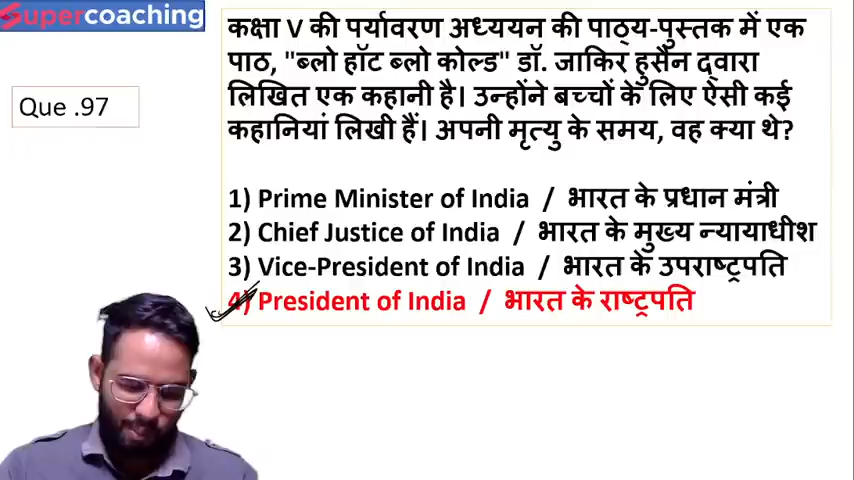 Supercoaching
कक्षा V की पर्यावरण अध्ययन की पाठ्य-पुस्तक में एक
पाठ, "ब्लो हॉट ब्लो कोल्ड" डॉ. जाकिर हुसैन द्वारा
Que .97
लिखित एक कहानी है। उन्होंने बच्चों के लिए ऐसी कई
कहानियां लिखी हैं। अपनी मृत्यु के समय, वह क्या थे?
1) Prime Minister of India / भारत के प्रधान मंत्री
2) Chief Justice of India / भारत के मुख्य न्यायाधीश
3) Vice-President of India / भारत के उपराष्ट्रपति
4) President of India / भारत के राष्ट्रपति